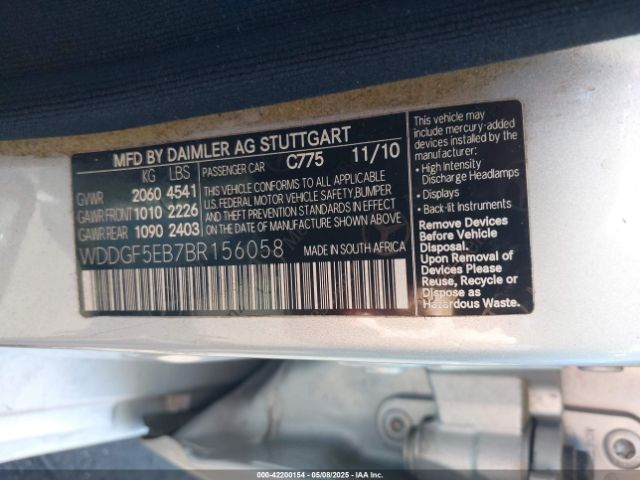 MFD BY DAIMLER AG STUTTGART
KG LBS PASSENGER CAR C775 11/10
GVWR 2060 4541
GAWR FRONT 1010 2226
GAWR REAR 1090 2403
THIS VEHICLE CONFORMS TO ALL APPLICABLE
U.S. FEDERAL MOTOR VEHICLE SAFETY, BUMPER
AND THEFT PREVENTION STANDARDS IN EFFECT
ON THE DATE OF MANUFACTURE SHOWN ABOVE.
WDDGF5EB7BR156058 MADE IN SOUTH AFRICA
This vehicle may
include mercury-added
devices installed by the
manufacturer:
• High Intensity
Discharge Headlamps
• Displays
• Back-lit Instruments
Remove Devices
Before Vehicle
Disposal.
Upon Removal of
Devices Please
Reuse, Recycle or
Dispose as
Hazardous Waste.
000-42200154 - 05/08/2025 - IAA Inc.